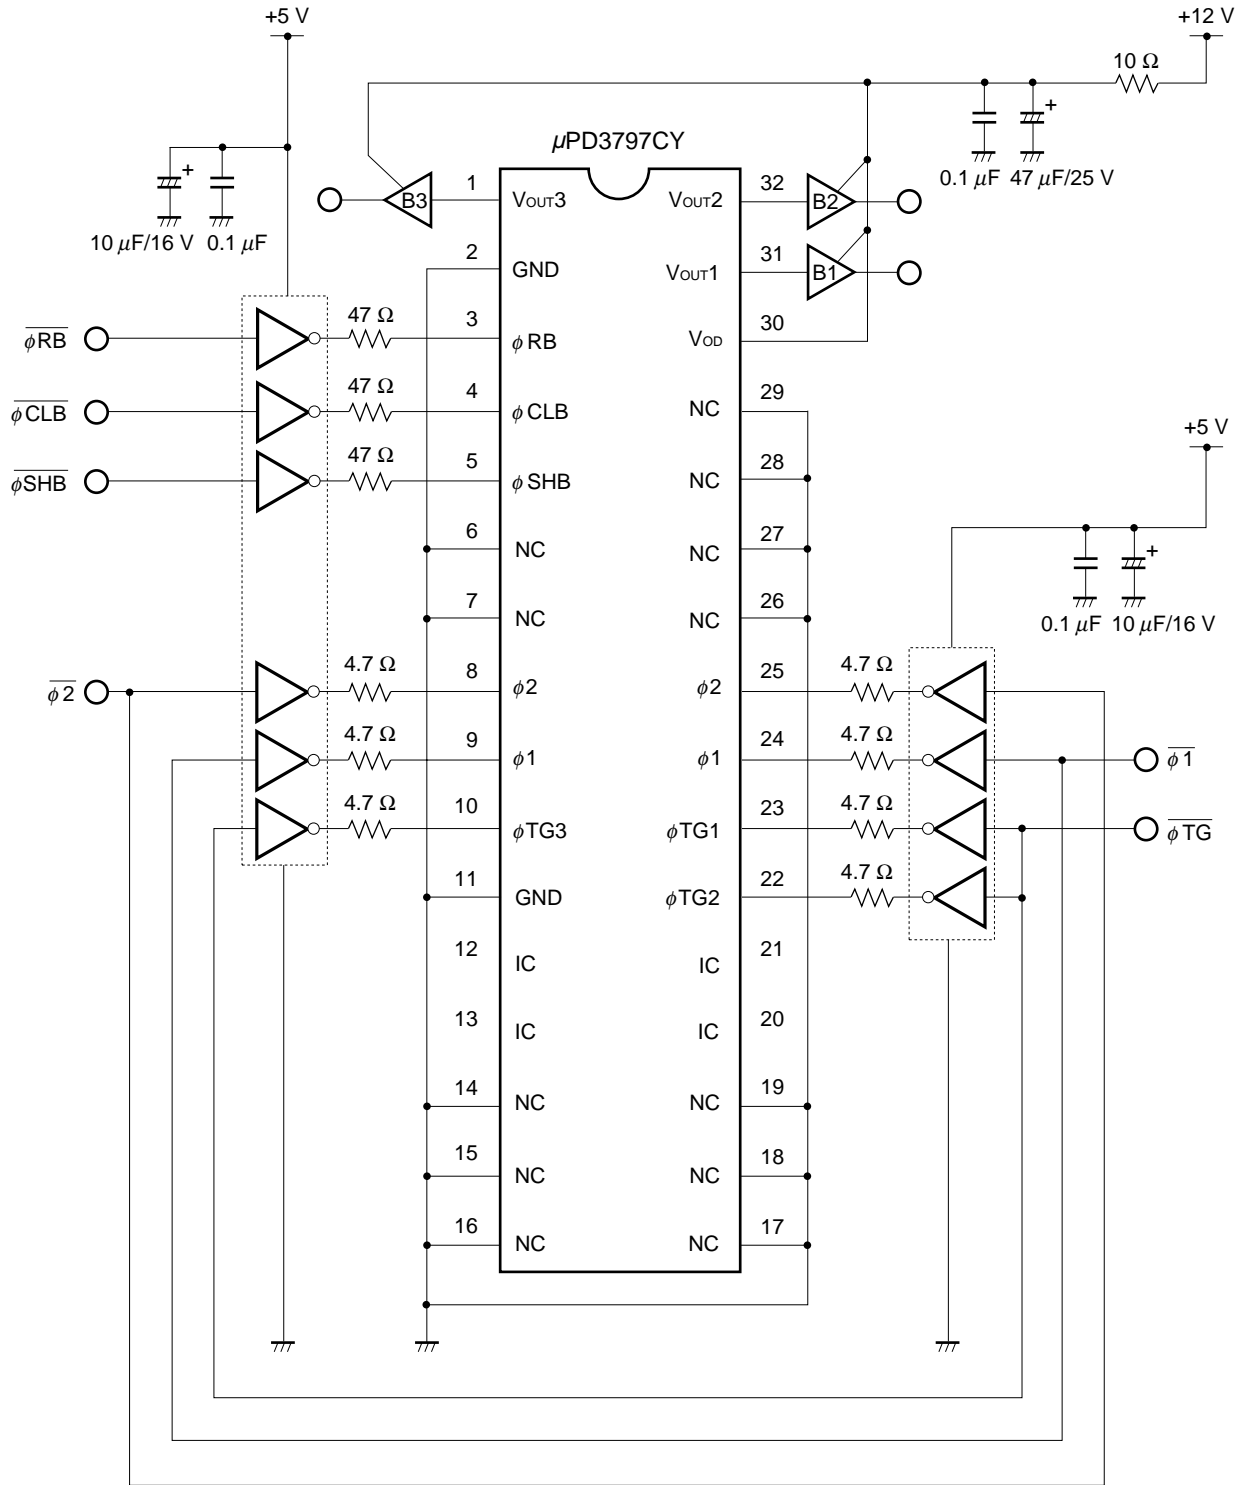 +5 V
+12 V
10 Ω
+
0.1 μF 47 μF/25 V
μPD3797CY
+
10 μF/16 V 0.1 μF
B3
1
VOUT3
VOUT2
32
B2
2
GND
VOUT1
31
B1
φRB
47 Ω
3
φRB
VOD
30
φCLB
47 Ω
4
φCLB
NC
29
+5 V
φSHB
47 Ω
5
φSHB
NC
28
6
NC
NC
27
+
0.1 μF 10 μF/16 V
7
NC
NC
26
φ2
4.7 Ω
8
φ2
φ2
25
4.7 Ω
4.7 Ω
9
φ1
φ1
24
4.7 Ω
φ1
4.7 Ω
10
φTG3
φTG1
23
4.7 Ω
φTG
11
GND
φTG2
22
4.7 Ω
12
IC
IC
21
13
IC
IC
20
14
NC
NC
19
15
NC
NC
18
16
NC
NC
17